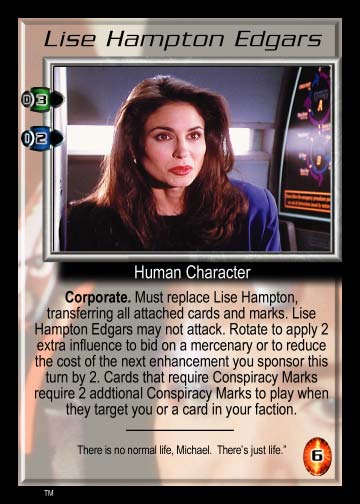 Lise Hampton Edgars
3
2
A
B
Human Character
Corporate. Must replace Lise Hampton,
transferring all attached cards and marks. Lise
Hampton Edgars may not attack. Rotate to apply 2
extra influence to bid on a mercenary or to reduce
the cost of the next enhancement you sponsor this
turn by 2. Cards that require Conspiracy Marks
require 2 addtional Conspiracy Marks to play when
they target you or a card in your faction.
There is no normal life, Michael.  There's just life."
6
TM